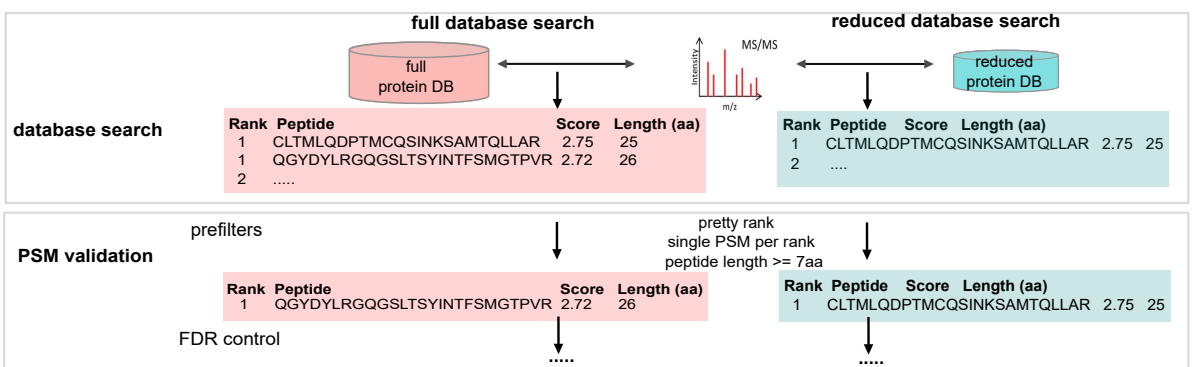 full database search
reduced database search
full
protein DB
Intensity
MS/MS
m/z
reduced
protein DB
database search
Rank Peptide Score Length (aa)
1 CLTMLQDPTMCQSINKSAMTQLLAR 2.75 25
1 QGYDYLRGQGSLTSYINTFSMGTPVR 2.72 26
2 .....
Rank Peptide Score Length (aa)
1 CLTMLQDPTMCQSINKSAMTQLLAR 2.75 25
2 ....
PSM validation
prefilters
pretty rank
single PSM per rank
peptide length >= 7aa
Rank Peptide Score Length (aa)
1 QGYDYLRGQGSLTSYINTFSMGTPVR 2.72 26
Rank Peptide Score Length (aa)
1 CLTMLQDPTMCQSINKSAMTQLLAR 2.75 25
FDR control
.....
.....